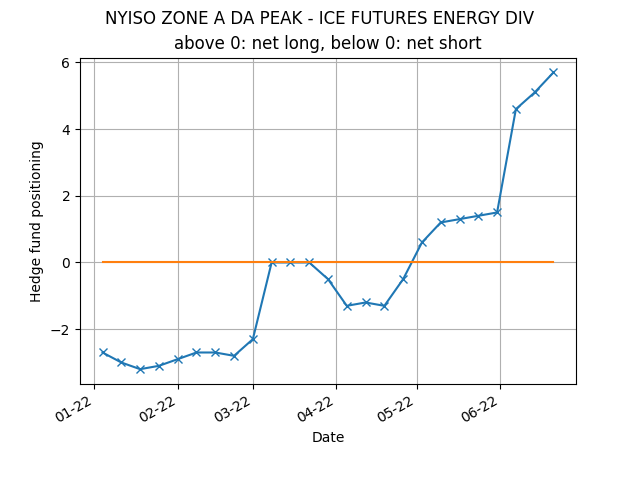 NYISO ZONE A DA PEAK - ICE FUTURES ENERGY DIV
above 0: net long, below 0: net short
Hedge fund positioning
6
4
2
0
−2
01-22
02-22
03-22
04-22
05-22
06-22
Date